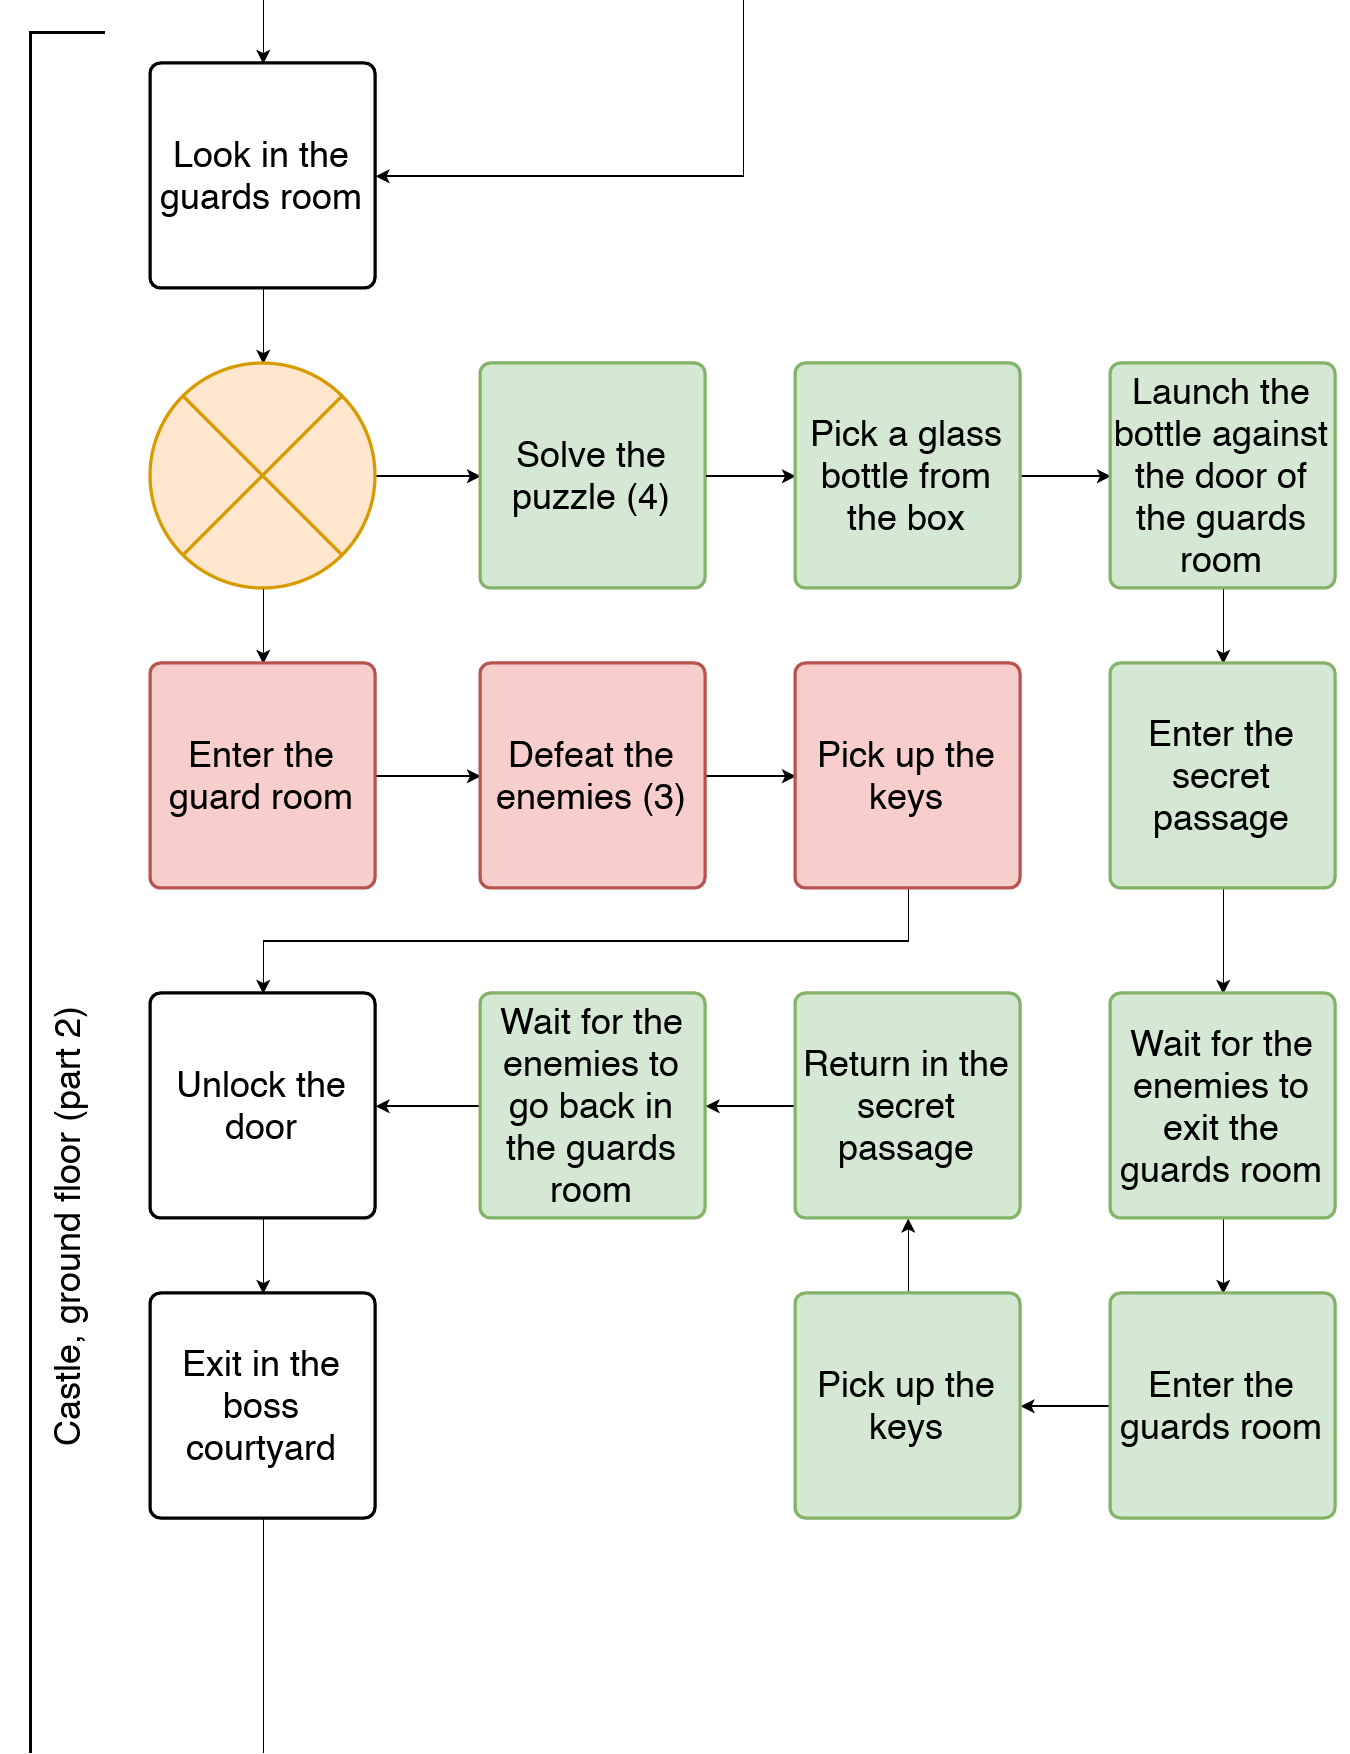 Look in the
guards room
Solve the
puzzle (4)
Pick a glass
bottle from
the box
Launch the
bottle against
the door of
the guards
room
Enter the
guard room
Defeat the
enemies (3)
Pick up the
keys
Enter the
secret
passage
Unlock the
door
Wait for the
enemies to
go back in
the guards
room
Return in the
secret
passage
Wait for the
enemies to
exit the
guards room
Exit in the
boss
courtyard
Pick up the
keys
Enter the
guards room
Castle, ground floor (part 2)